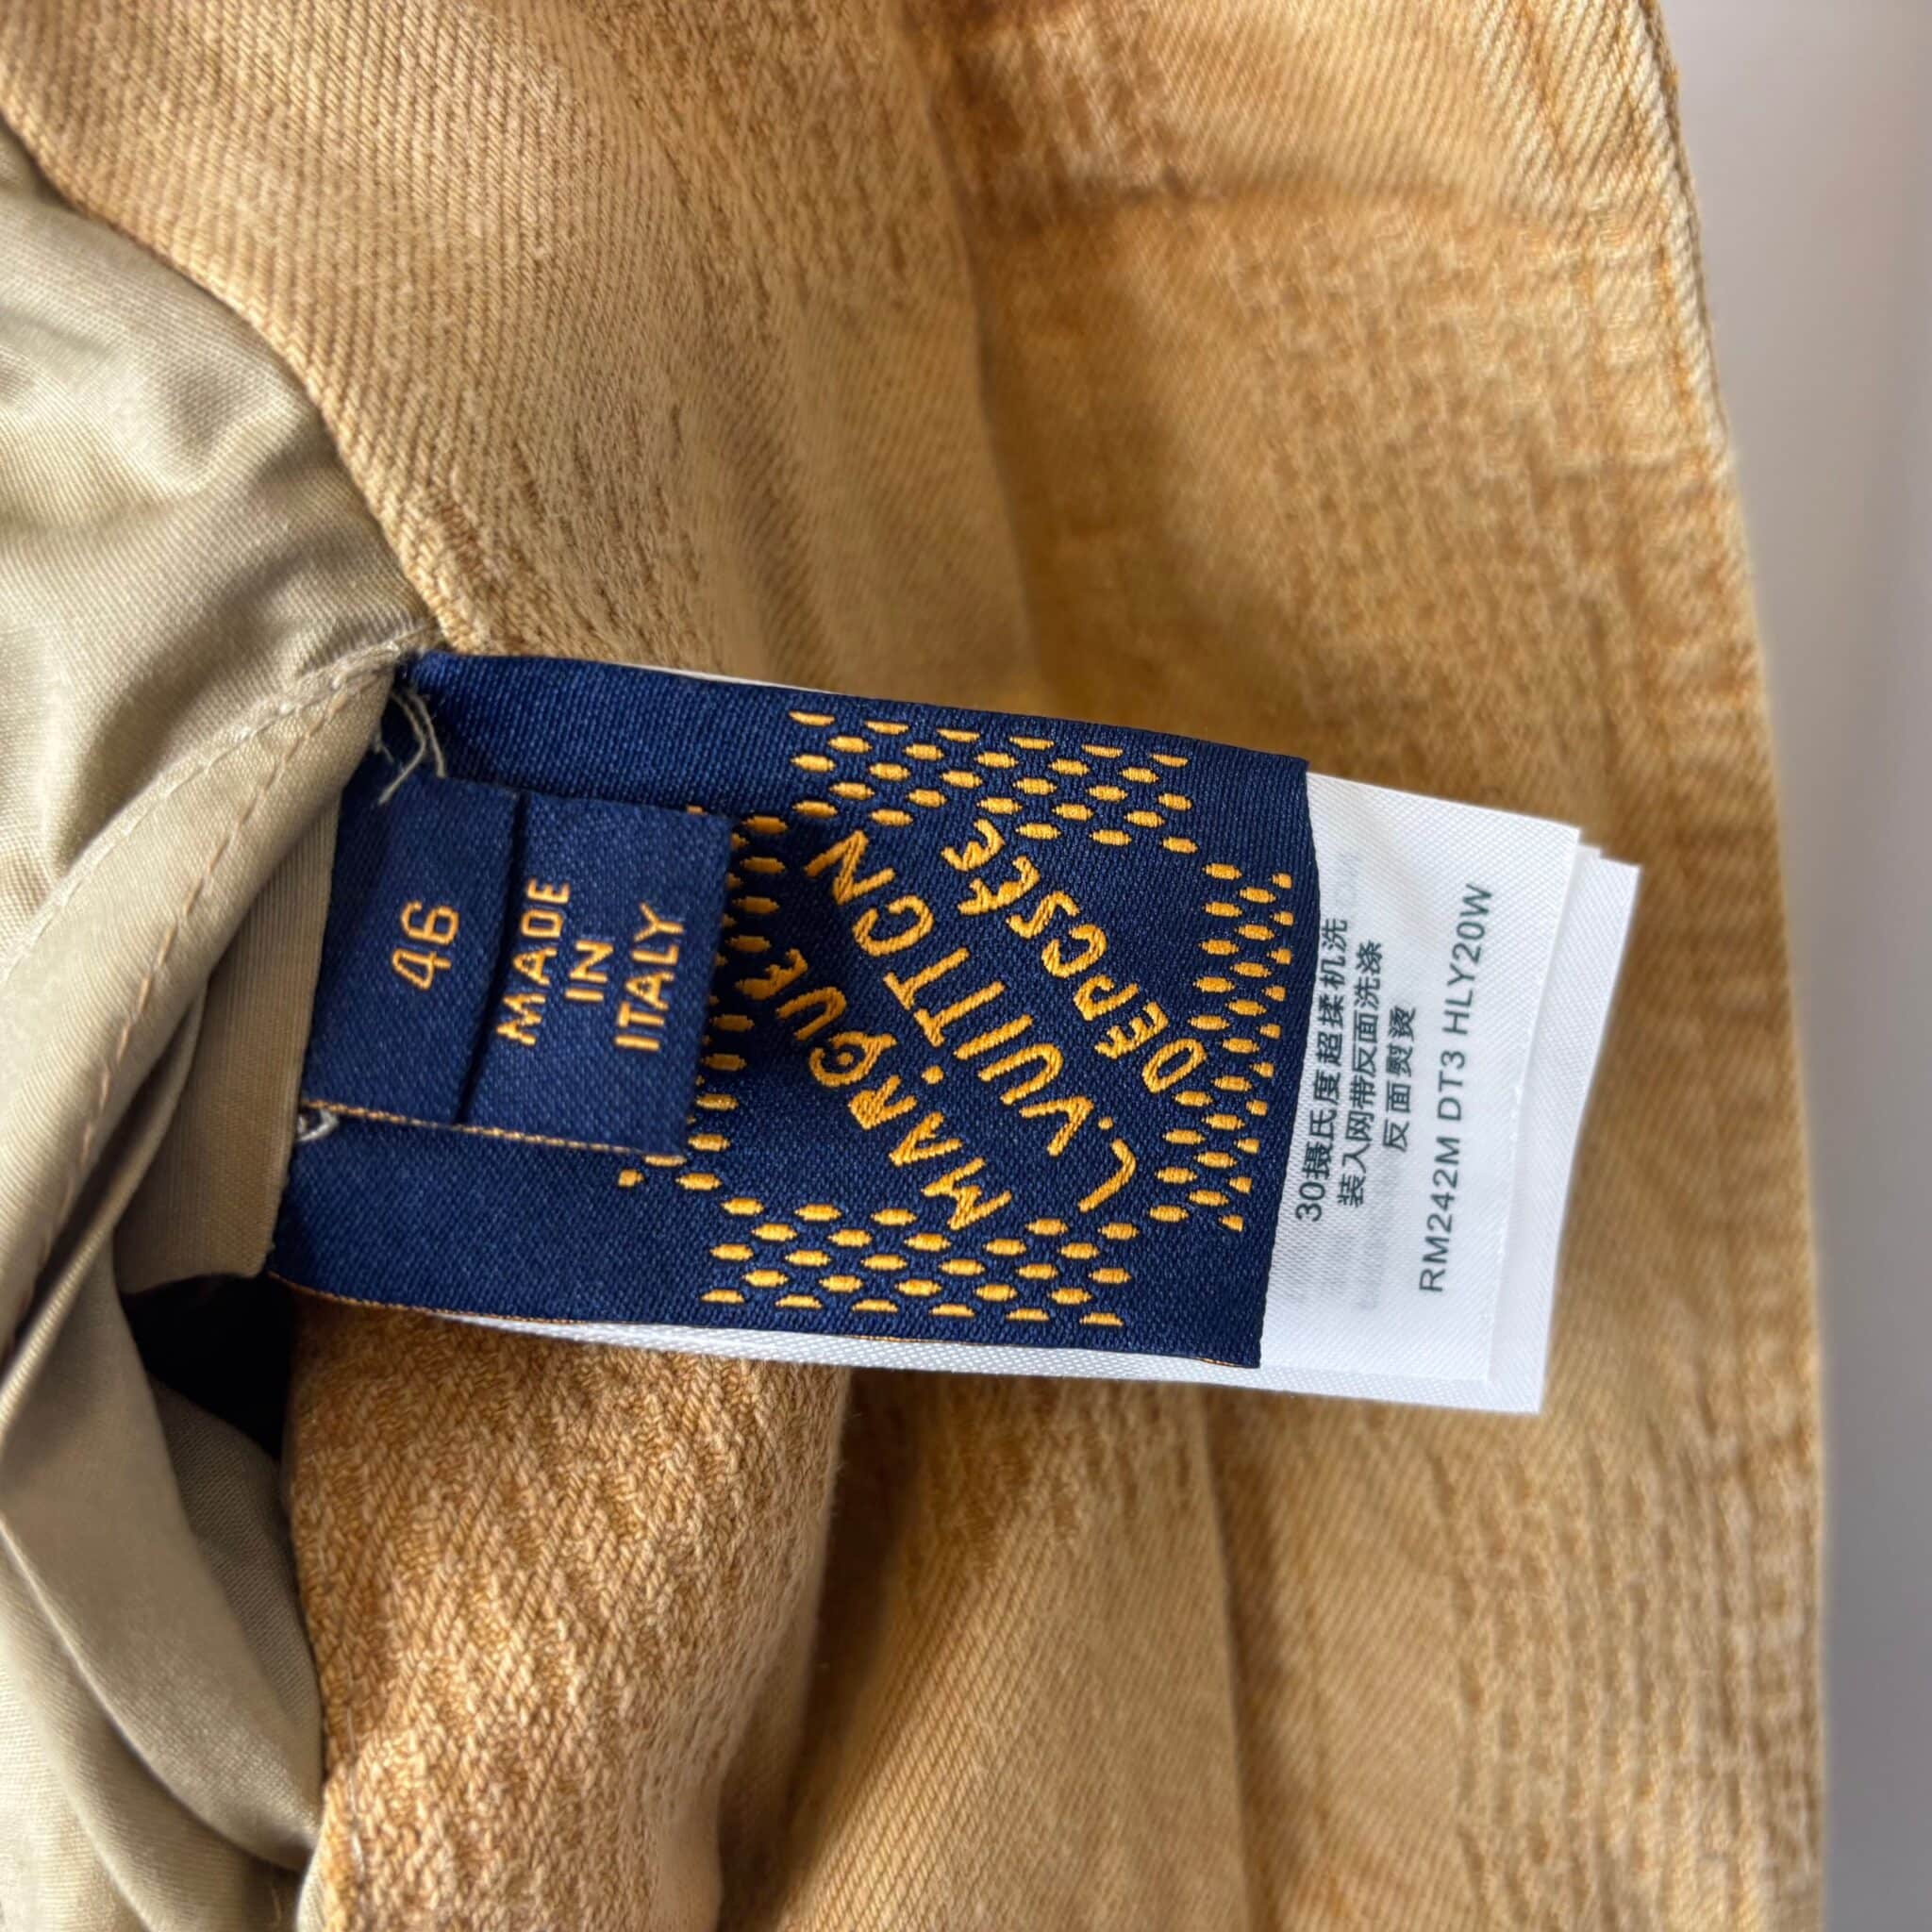 46
MADE
IN
ITALY
MARQUE
L.VUITTON
DÉPOSÉE
30摄氏度超揉机洗
装入网带反面洗涤
反面熨烫
RM242M DT3 HLY20W